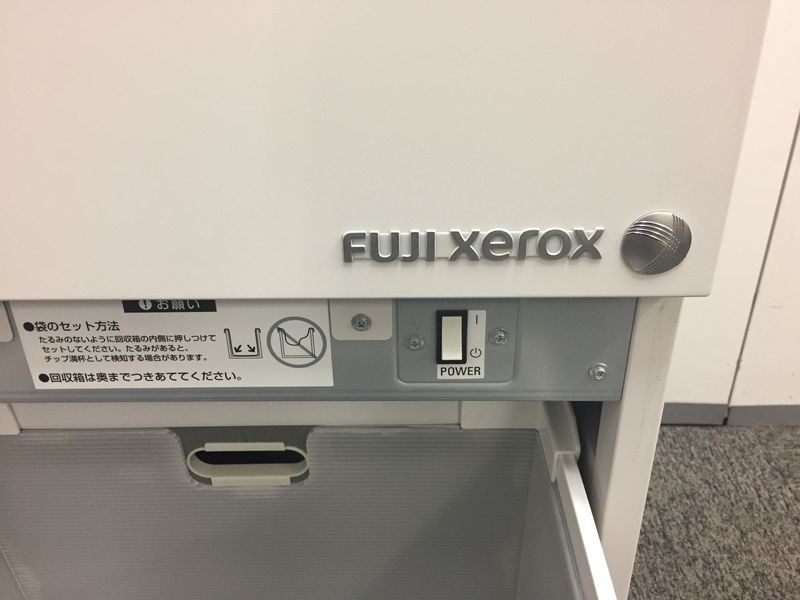 FUJI xerox
お願い
●袋のセット方法
たるみのないように回収箱の内側に押しつけて
セットしてください。たるみがあると、
チップ満杯として検知する場合があります。
●回収箱は奥までつきあててください。
POWER